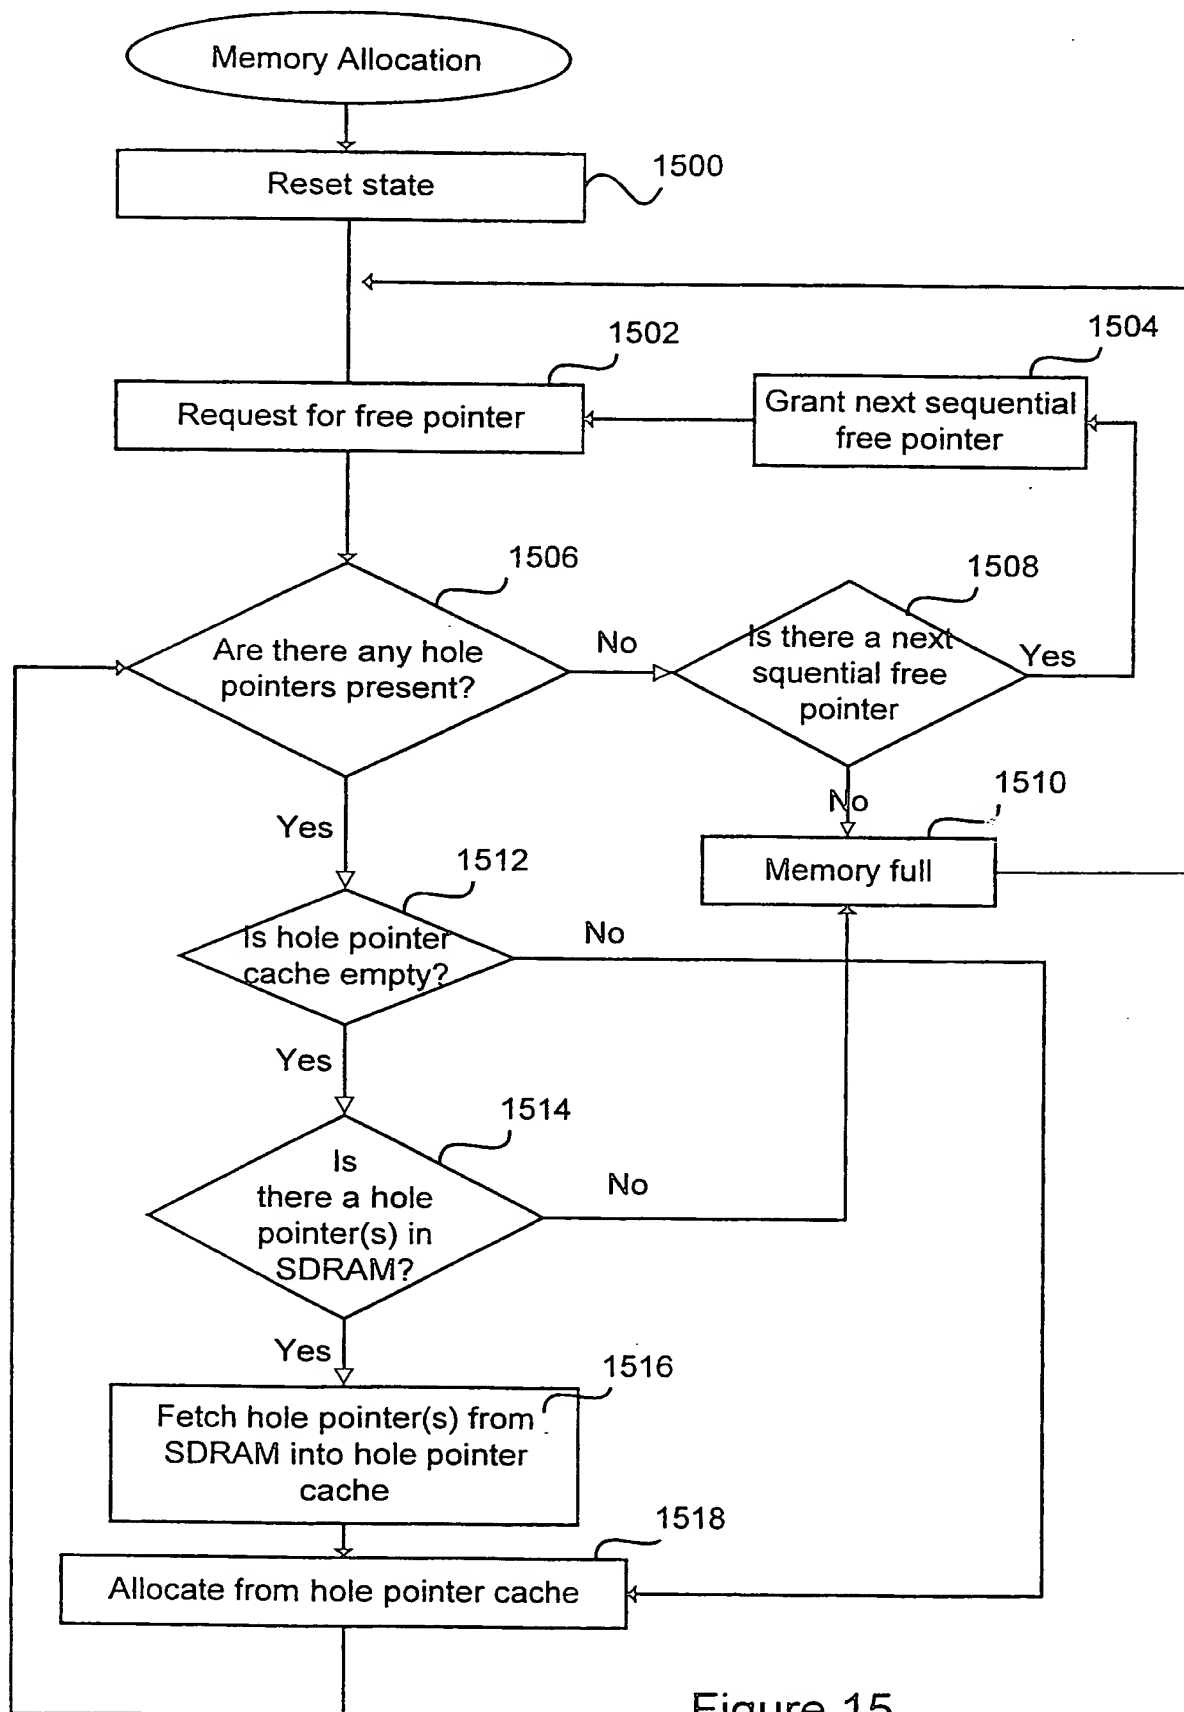 Memory Allocation
Reset state
1500
1502
Request for free pointer
1504
Grant next sequential
free pointer
1506
Are there any hole
pointers present?
No
1508
Is there a next
squential free
pointer
Yes
No
1510
Memory full
Yes
1512
Is hole pointer
cache empty?
No
Yes
1514
Is
there a hole
pointer(s) in
SDRAM?
No
Yes
1516
Fetch hole pointer(s) from
SDRAM into hole pointer
cache
1518
Allocate from hole pointer cache
Figure 15